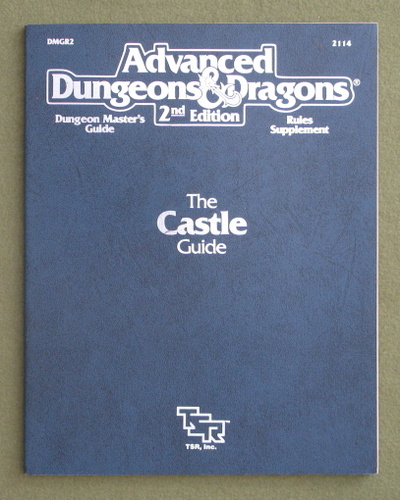 DMGR2
2114
Advanced
Dungeons & Dragons®
2nd Edition
Dungeon Master's
Guide
Rules
Supplement
The
Castle
Guide
TSR
TSR, Inc.